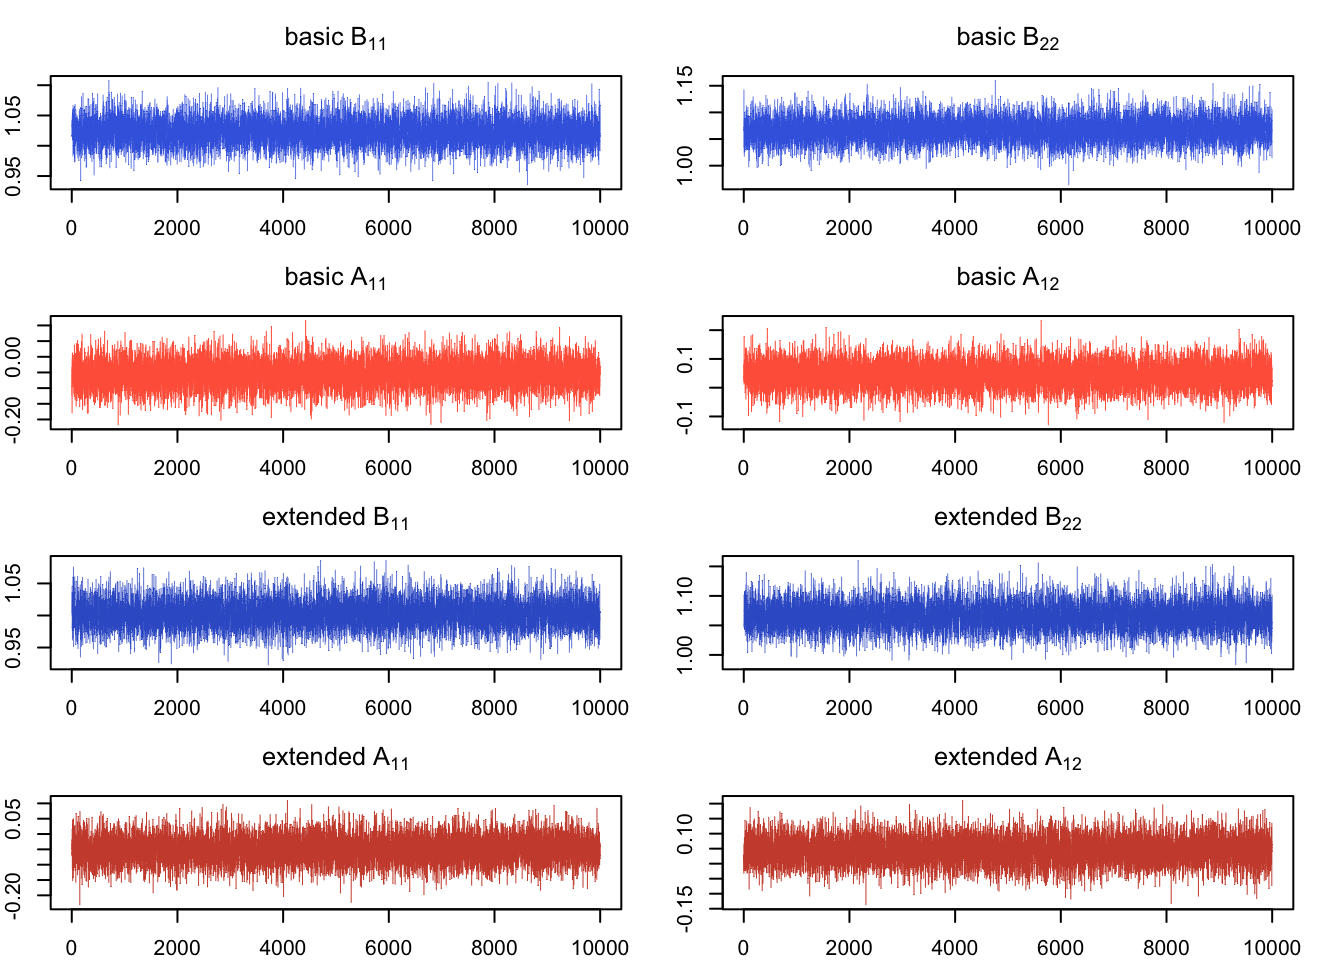 basic B₁₁
basic B₂₂
0.95 1.05
1.00 1.15
0 2000 4000 6000 8000 10000
0 2000 4000 6000 8000 10000
basic A₁₁
basic A₁₂
-0.20 0.00
-0.1 0.1
0 2000 4000 6000 8000 10000
0 2000 4000 6000 8000 10000
extended B₁₁
extended B₂₂
0.95 1.05
1.00 1.10
0 2000 4000 6000 8000 10000
0 2000 4000 6000 8000 10000
extended A₁₁
extended A₁₂
-0.20 0.05
-0.15 0.10
0 2000 4000 6000 8000 10000
0 2000 4000 6000 8000 10000